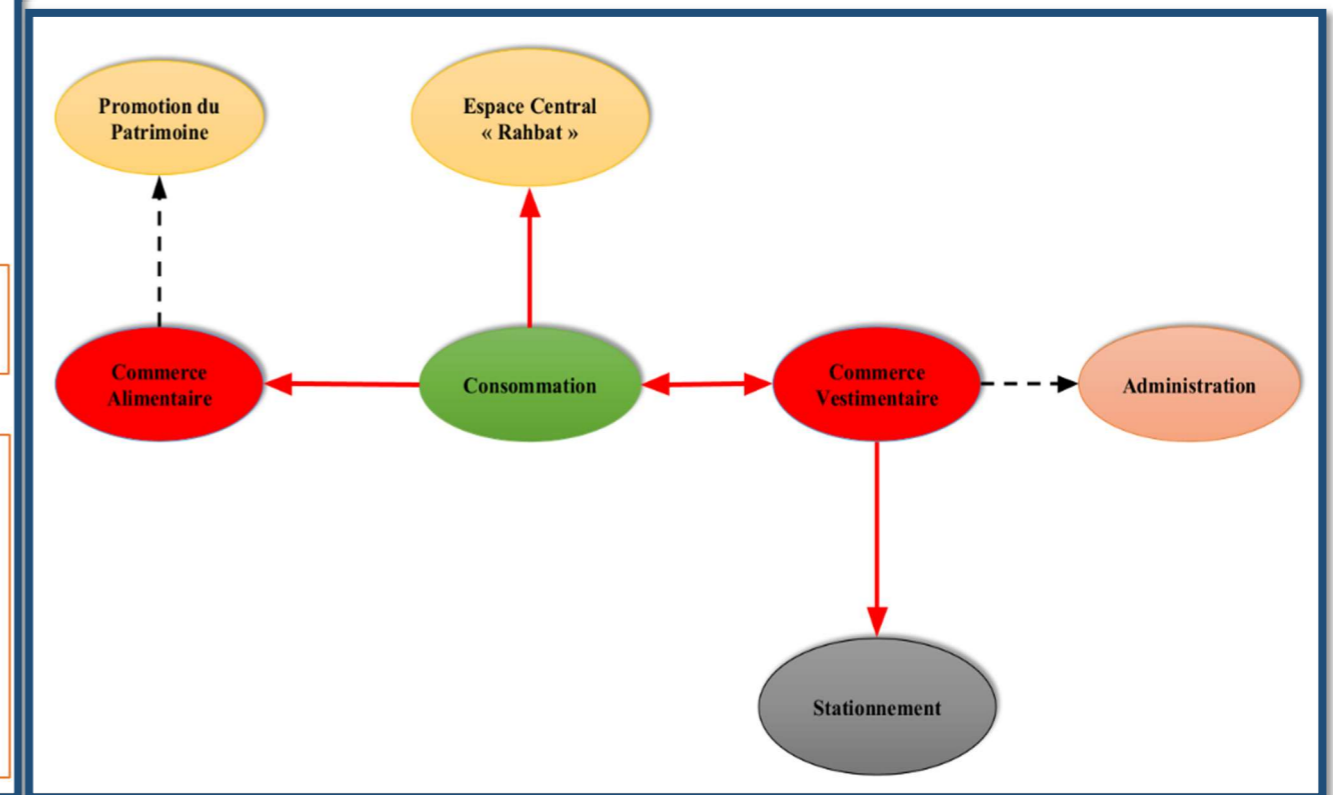 Promotion du
Patrimoine
Espace Central
« Rahbat »
Commerce
Alimentaire
Consommation
Commerce
Vestimentaire
Administration
Stationnement